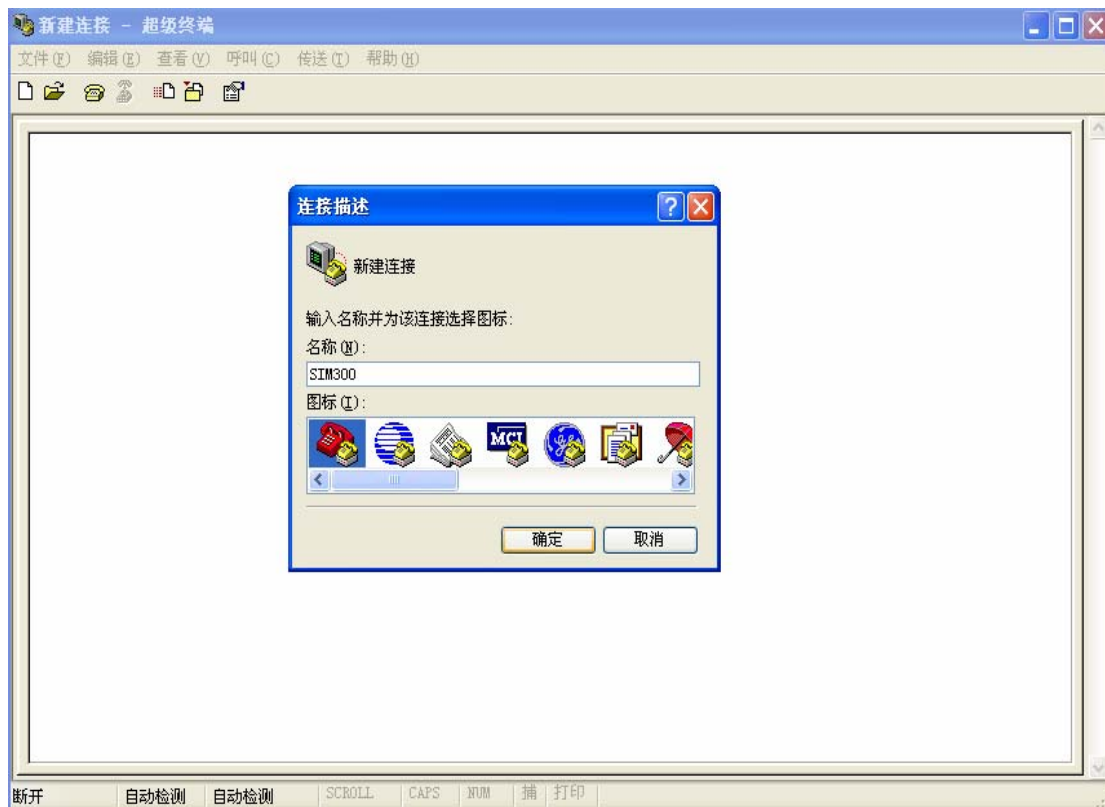 新建连接 - 超级终端
文件(F) 编辑(E) 查看(V) 呼叫(C) 传送(T) 帮助(H)
连接描述
新建连接
输入名称并为该连接选择图标:
名称(N):
SIM300
图标(I):
MCI
确定 取消
断开 自动检测 自动检测 SCROLL CAPS NUM 捕 打印